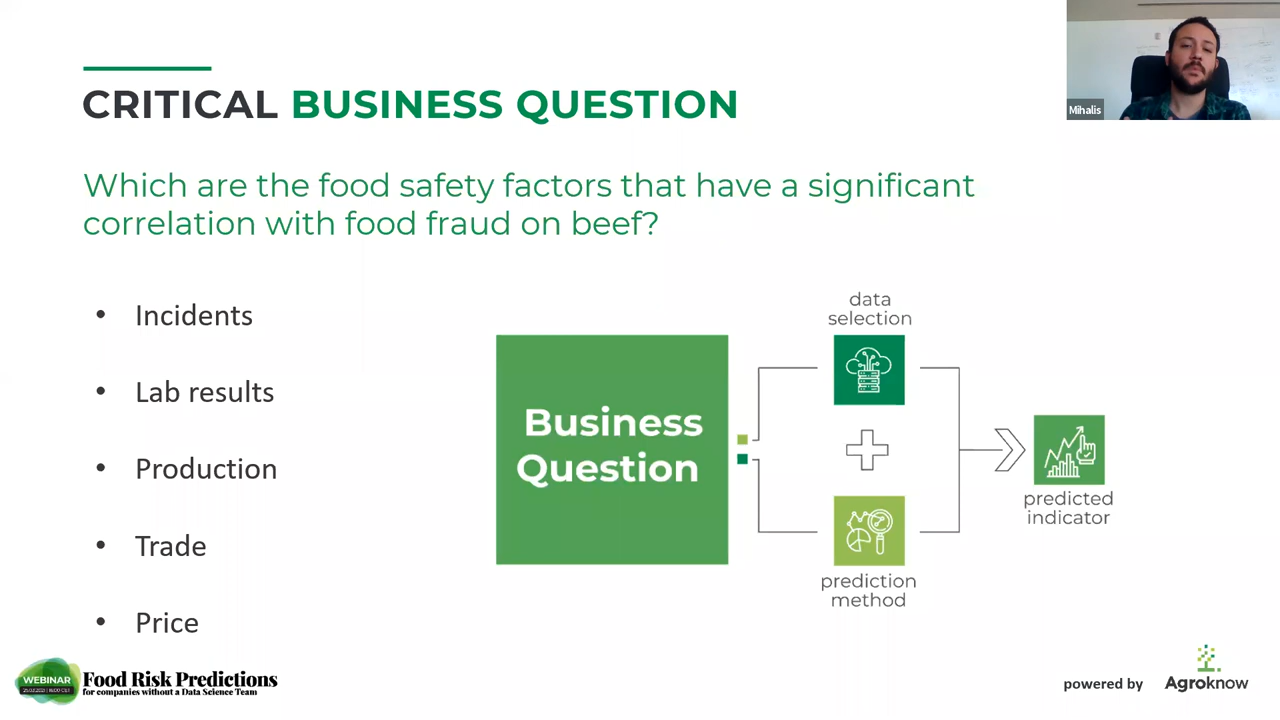 CRITICAL BUSINESS QUESTION
Mihalis
Which are the food safety factors that have a significant
correlation with food fraud on beef?
• Incidents
• Lab results
• Production
• Trade
• Price
Business
Question
data
selection
prediction
method
predicted
indicator
WEBINAR
Food Risk Predictions
for companies without a Data Science Team
powered by
Agroknow